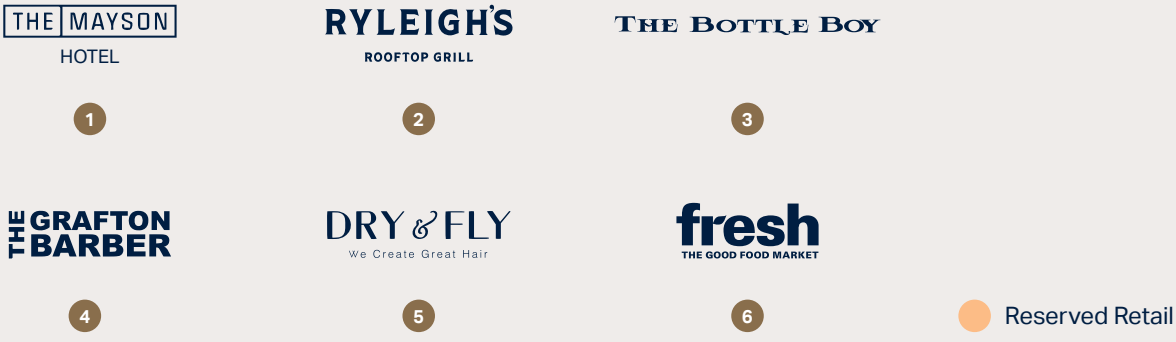 THE MAYSON
HOTEL
RYLEIGH'S
ROOFTOP GRILL
THE BOTTLE BOY
1
2
3
THE GRAFTON
BARBER
DRY & FLY
We Create Great Hair
fresh
THE GOOD FOOD MARKET
4
5
6
Reserved Retail